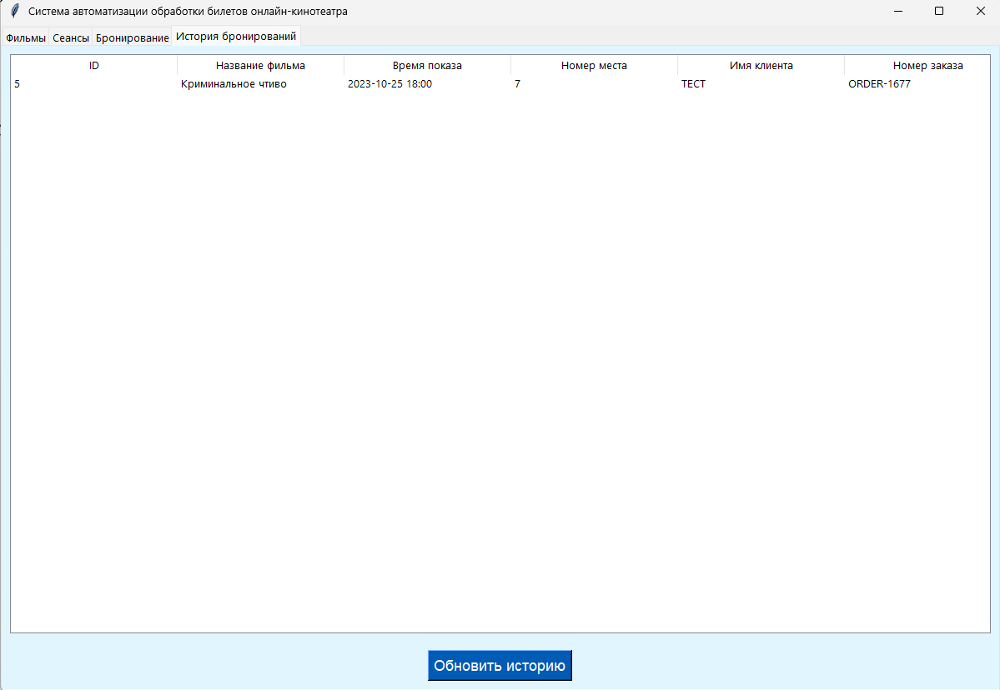 Система автоматизации обработки билетов онлайн-кинотеатра
Фильмы Сеансы Бронирование История бронирований
ID Название фильма Время показа Номер места Имя клиента Номер заказа
5 Криминальное чтиво 2023-10-25 18:00 7 ТЕСТ ORDER-1677
Обновить историю